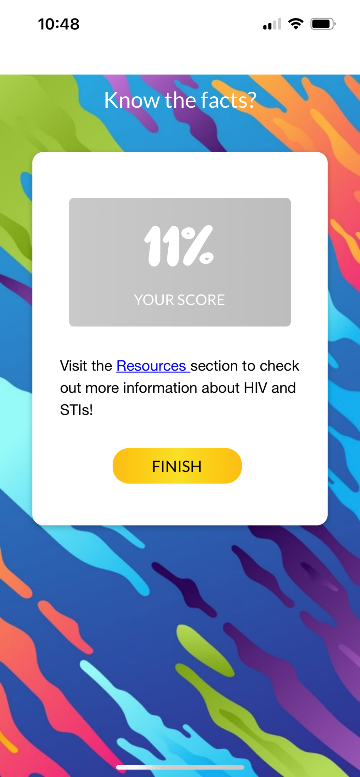 10:48
Know the facts?
11%
YOUR SCORE
Visit the Resources section to check
out more information about HIV and
STIs!
FINISH